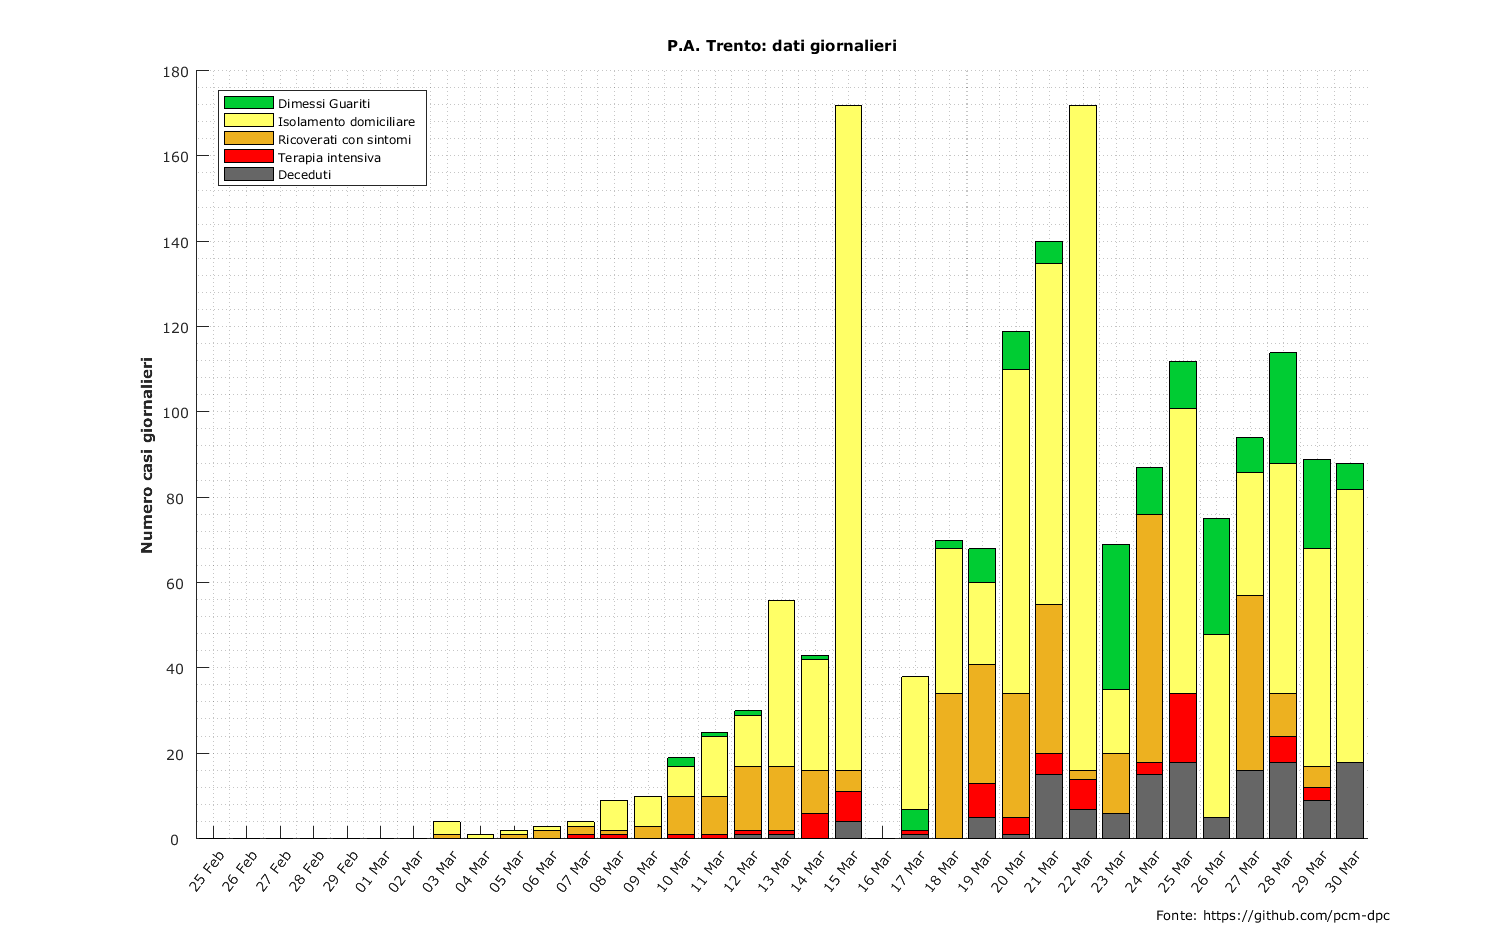 P.A. Trento: dati giornalieri
180
160
140
120
100
80
60
40
20
0
Numero casi giornalieri
Dimessi Guariti
Isolamento domiciliare
Ricoverati con sintomi
Terapia intensiva
Deceduti
25 Feb
26 Feb
27 Feb
28 Feb
29 Feb
01 Mar
02 Mar
03 Mar
04 Mar
05 Mar
06 Mar
07 Mar
08 Mar
09 Mar
10 Mar
11 Mar
12 Mar
13 Mar
14 Mar
15 Mar
16 Mar
17 Mar
18 Mar
19 Mar
20 Mar
21 Mar
22 Mar
23 Mar
24 Mar
25 Mar
26 Mar
27 Mar
28 Mar
29 Mar
30 Mar
Fonte: https://github.com/pcm-dpc